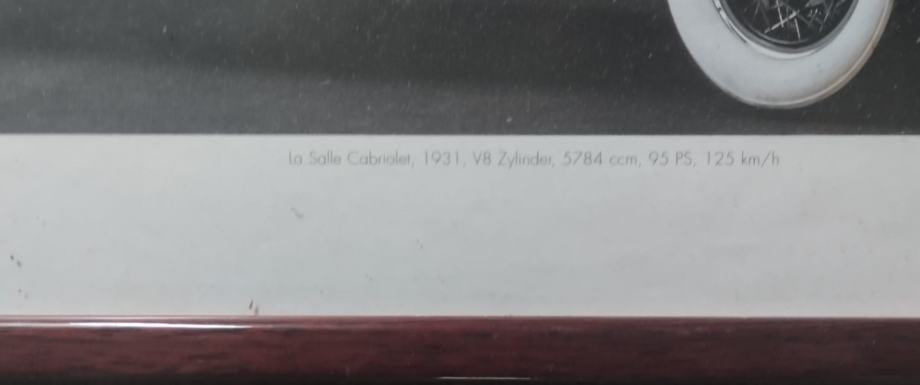 La Salle Cabriolet, 1931, V8 Zylinder, 5784 ccm, 95 PS, 125 km/h